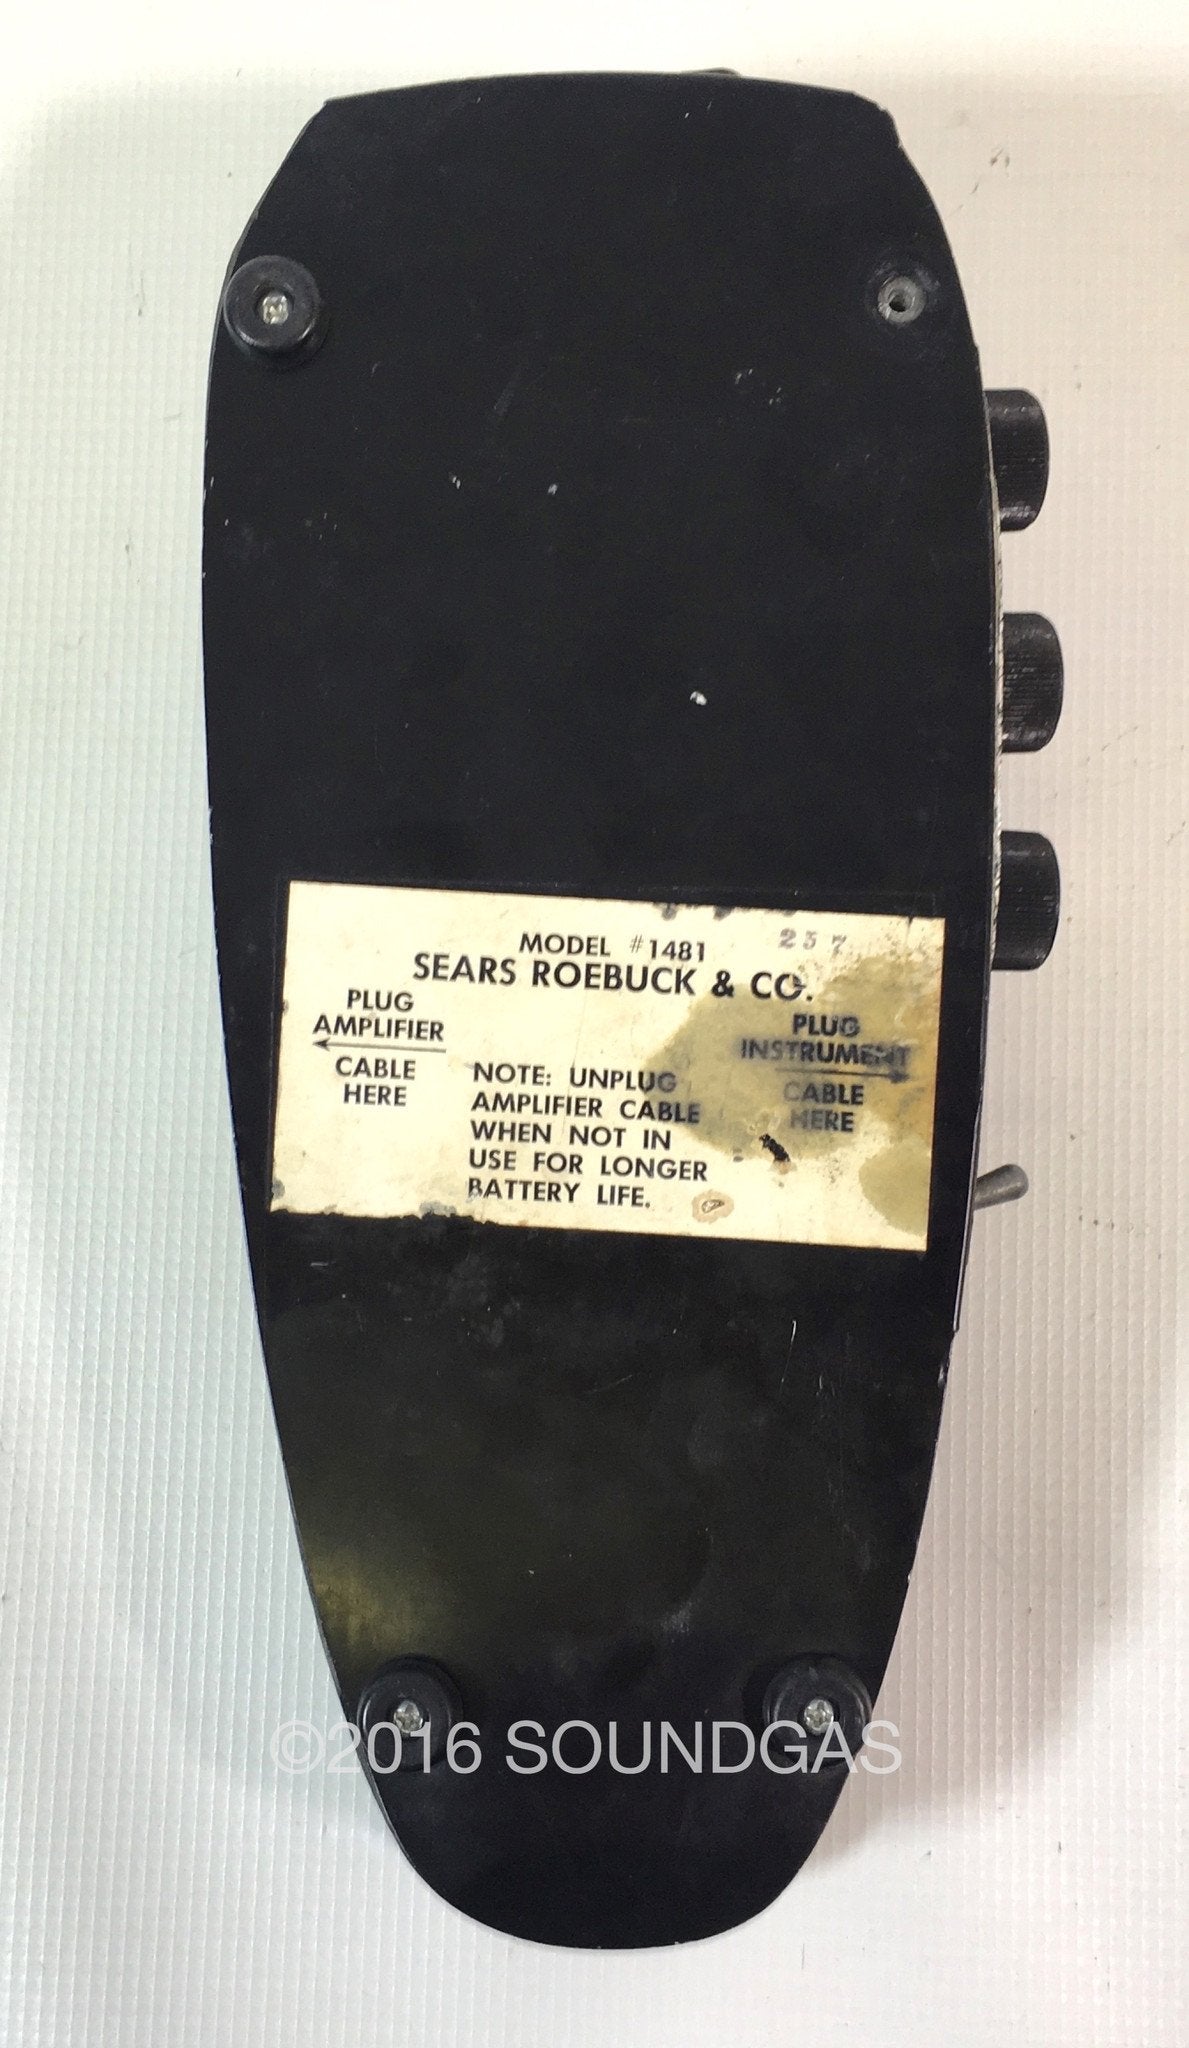 MODEL #1481 257
SEARS ROEBUCK & CO.
PLUG
AMPLIFIER
CABLE
HERE
NOTE: UNPLUG
AMPLIFIER CABLE
WHEN NOT IN
USE FOR LONGER
BATTERY LIFE.
PLUG
INSTRUMENT
CABLE
HERE
©2016 SOUNDGAS